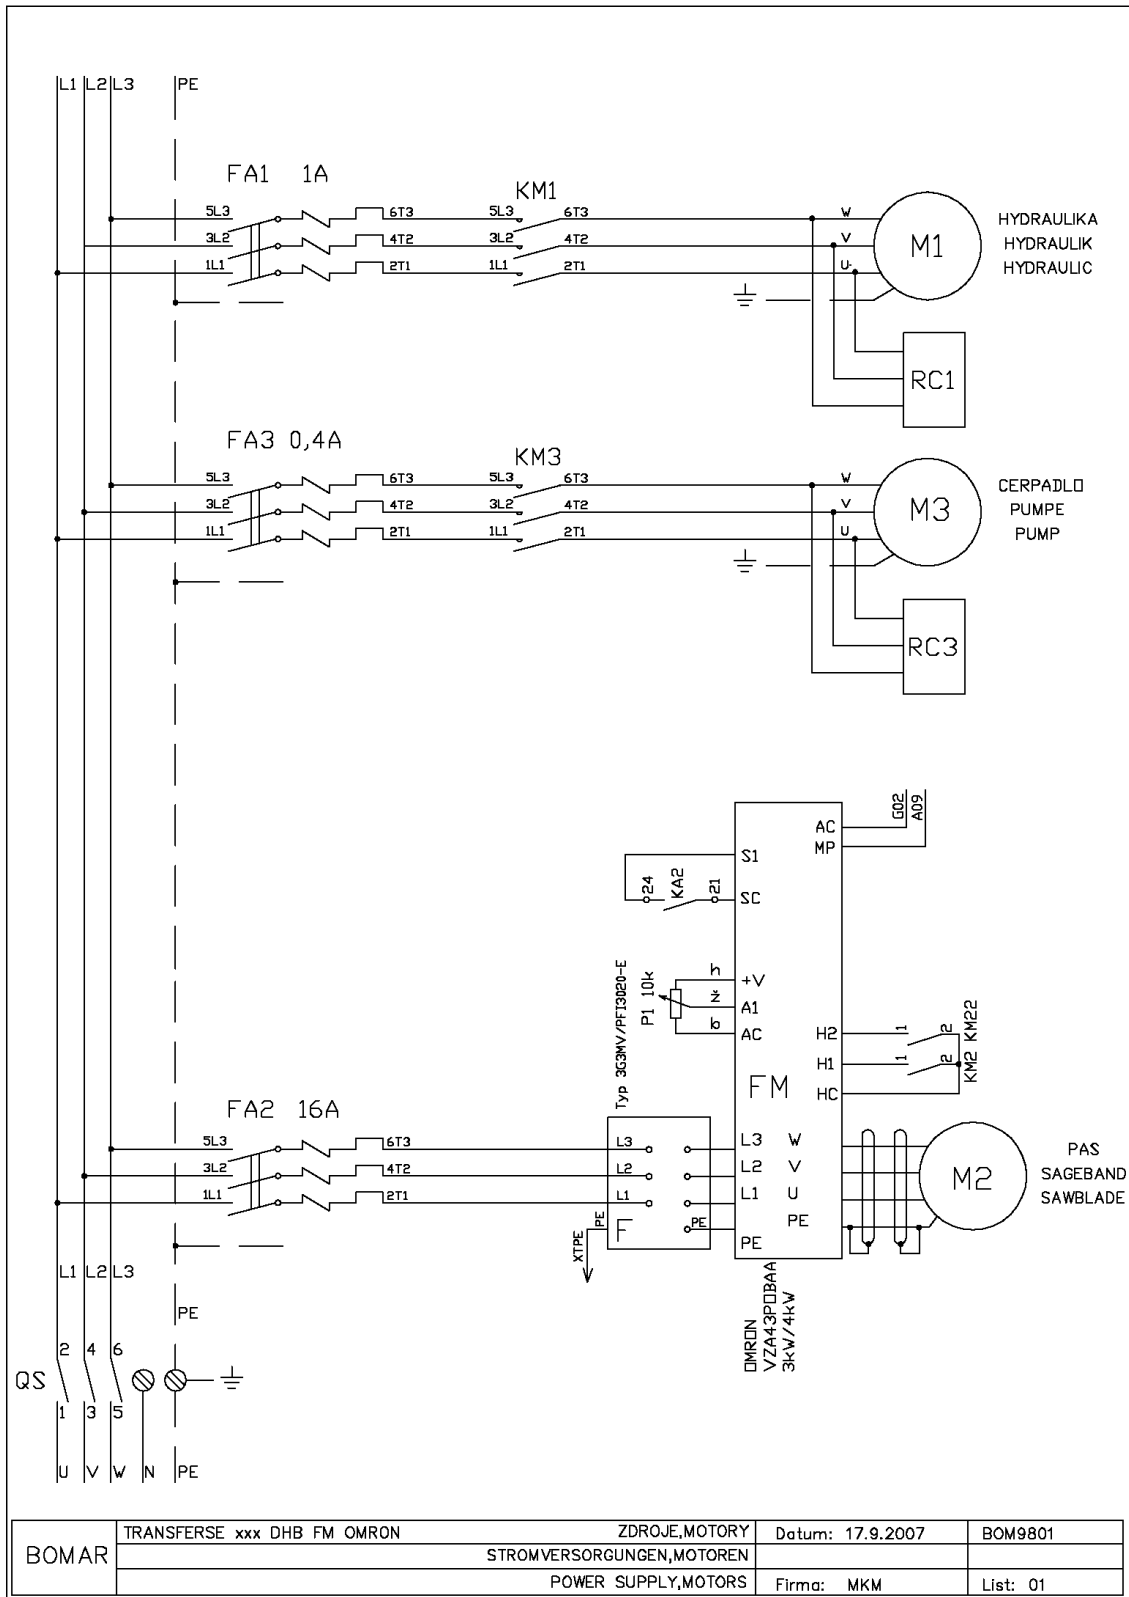 L1 L2 L3 PE
FA1 1A
KM1
5L3 6T3 5L3 6T3 W
3L2 4T2 3L2 4T2 V
1L1 2T1 1L1 2T1 U
M1
HYDRAULIKA
HYDRAULIK
HYDRAULIC
RC1
FA3 0,4A
KM3
5L3 6T3 5L3 6T3 W
3L2 4T2 3L2 4T2 V
1L1 2T1 1L1 2T1 U
M3
CERPADLO
PUMPE
PUMP
RC3
G02
A09
AC
MP
S1
24 KA2 21
SC
Typ 3G3MV/PFI3020-E
P1 10k
h
ž
b
+V
A1
AC
H2 1 2 KM22
H1 1 2 KM2
HC
FM
FA2 16A
5L3 6T3 L3 L3 W
3L2 4T2 L2 L2 V
1L1 2T1 L1 L1 U
PE F PE PE
PE
XTPE
M2
PAS
SAGEBAND
SAWBLADE
OMRON
VZA43P0BAA
3kW/4kW
L1 L2 L3
PE
2 4 6
QS
1 3 5
U V W N PE
BOMAR
TRANSFERSE xxx DHB FM OMRON ZDROJE,MOTORY Datum: 17.9.2007 BOM9801
STROMVERSORGUNGEN,MOTOREN
POWER SUPPLY,MOTORS Firma: MKM List: 01